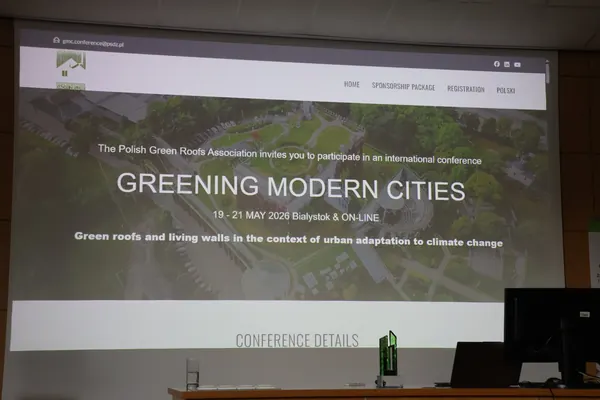 gmc.conference@psdz.pl
HOME SPONSORSHIP PACKAGE REGISTRATION POLSKI
The Polish Green Roofs Association invites you to participate in an international conference
GREENING MODERN CITIES
19 - 21 MAY 2026 Bialystok & ON-LINE
Green roofs and living walls in the context of urban adaptation to climate change
CONFERENCE DETAILS